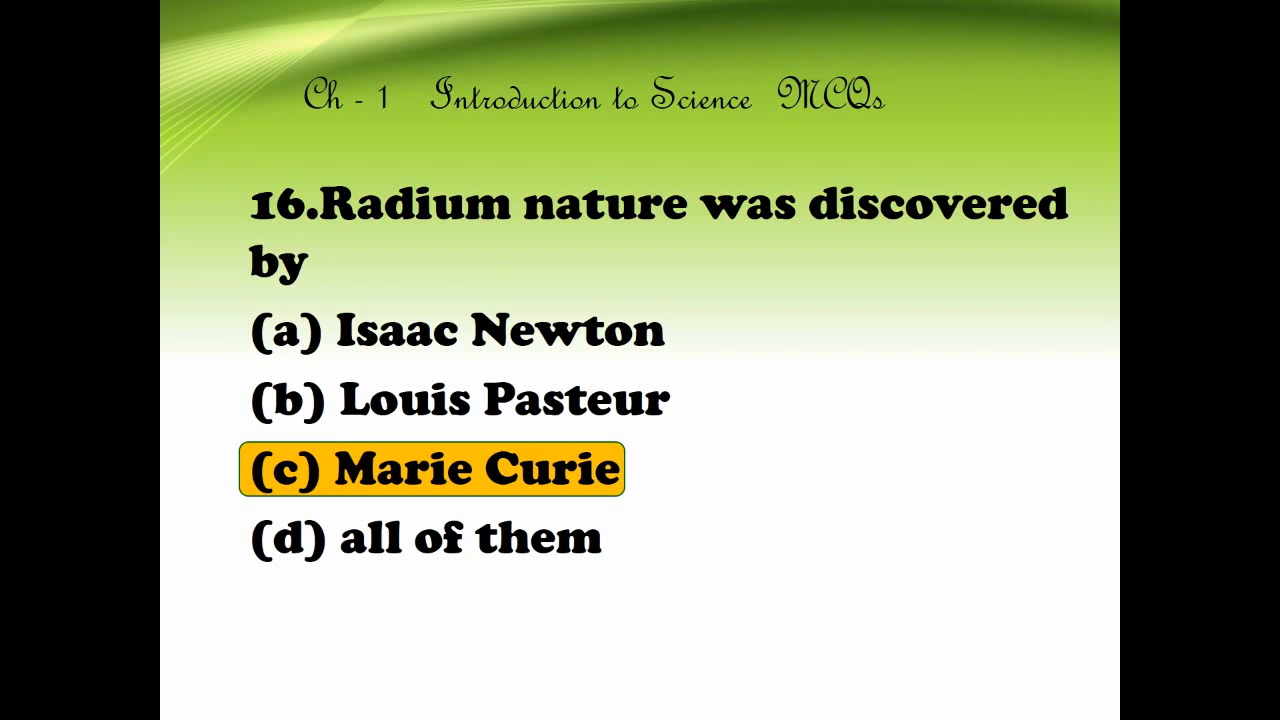 Ch - 1 Introduction to Science MCQs
16.Radium nature was discovered
by
(a) Isaac Newton
(b) Louis Pasteur
(c) Marie Curie
(d) all of them